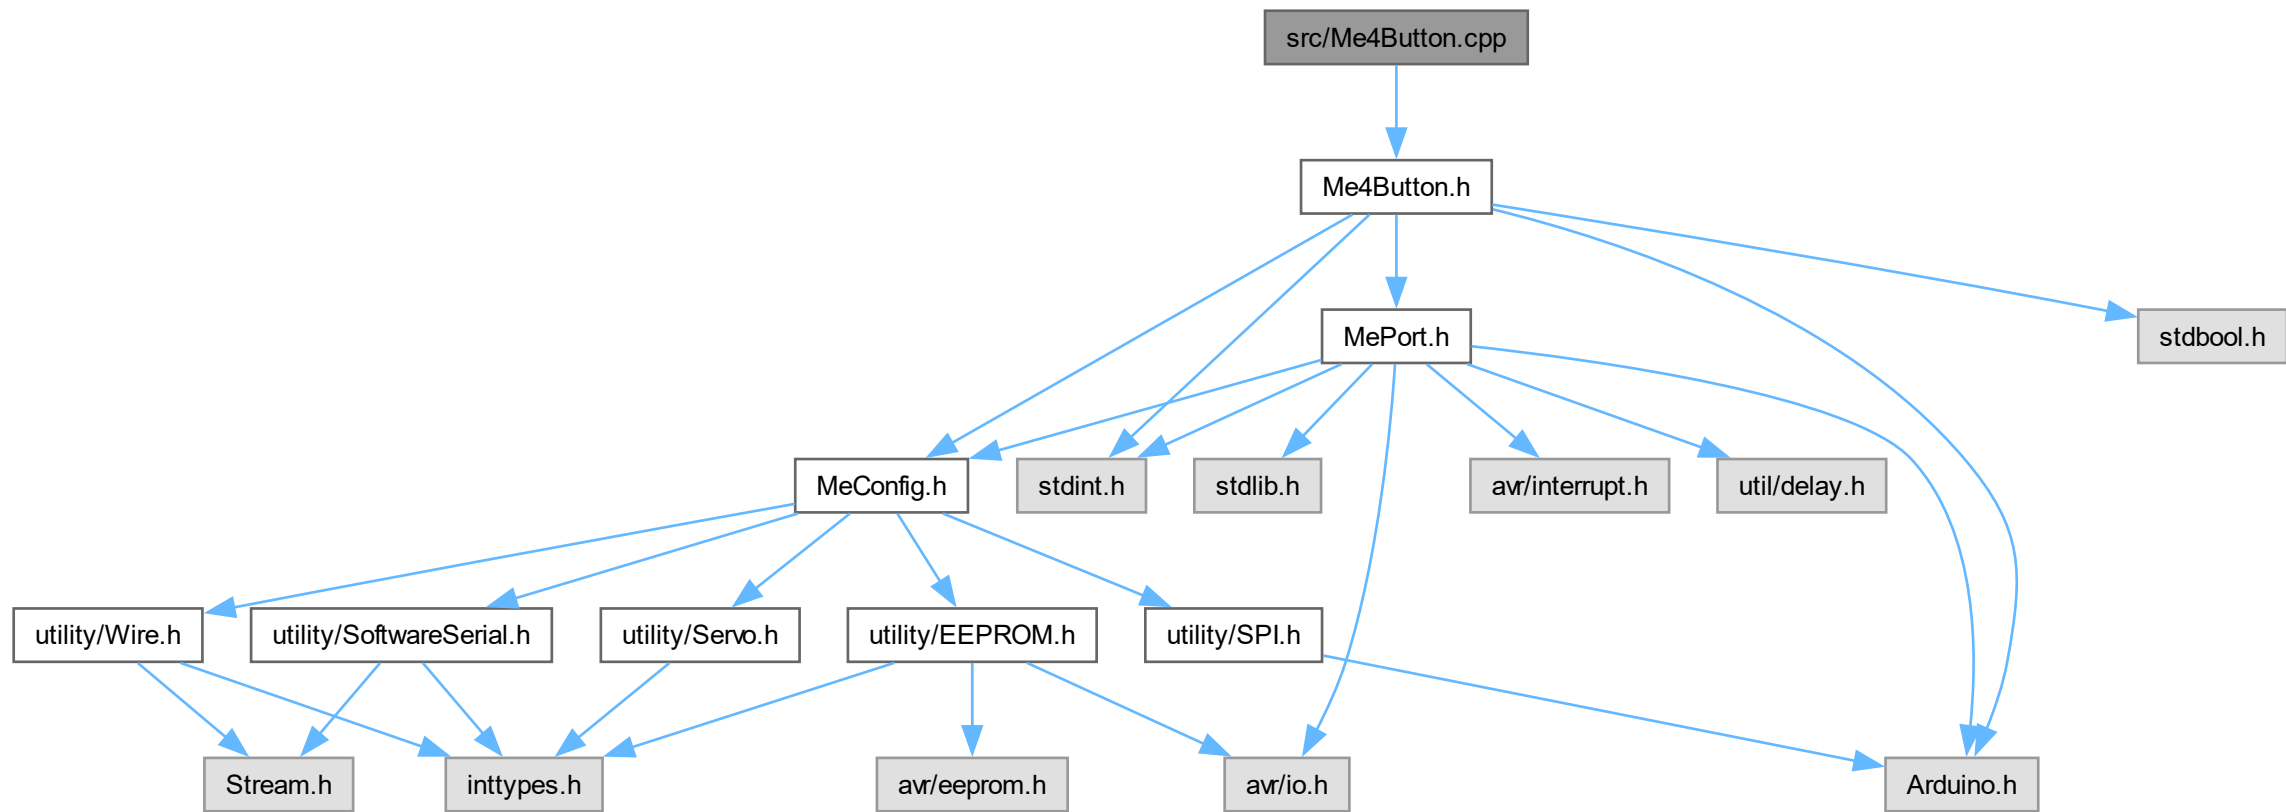 src/Me4Button.cpp
Me4Button.h
MePort.h
stdbool.h
MeConfig.h
stdint.h
stdlib.h
avr/interrupt.h
util/delay.h
utility/Wire.h
utility/SoftwareSerial.h
utility/Servo.h
utility/EEPROM.h
utility/SPI.h
Stream.h
inttypes.h
avr/eeprom.h
avr/io.h
Arduino.h